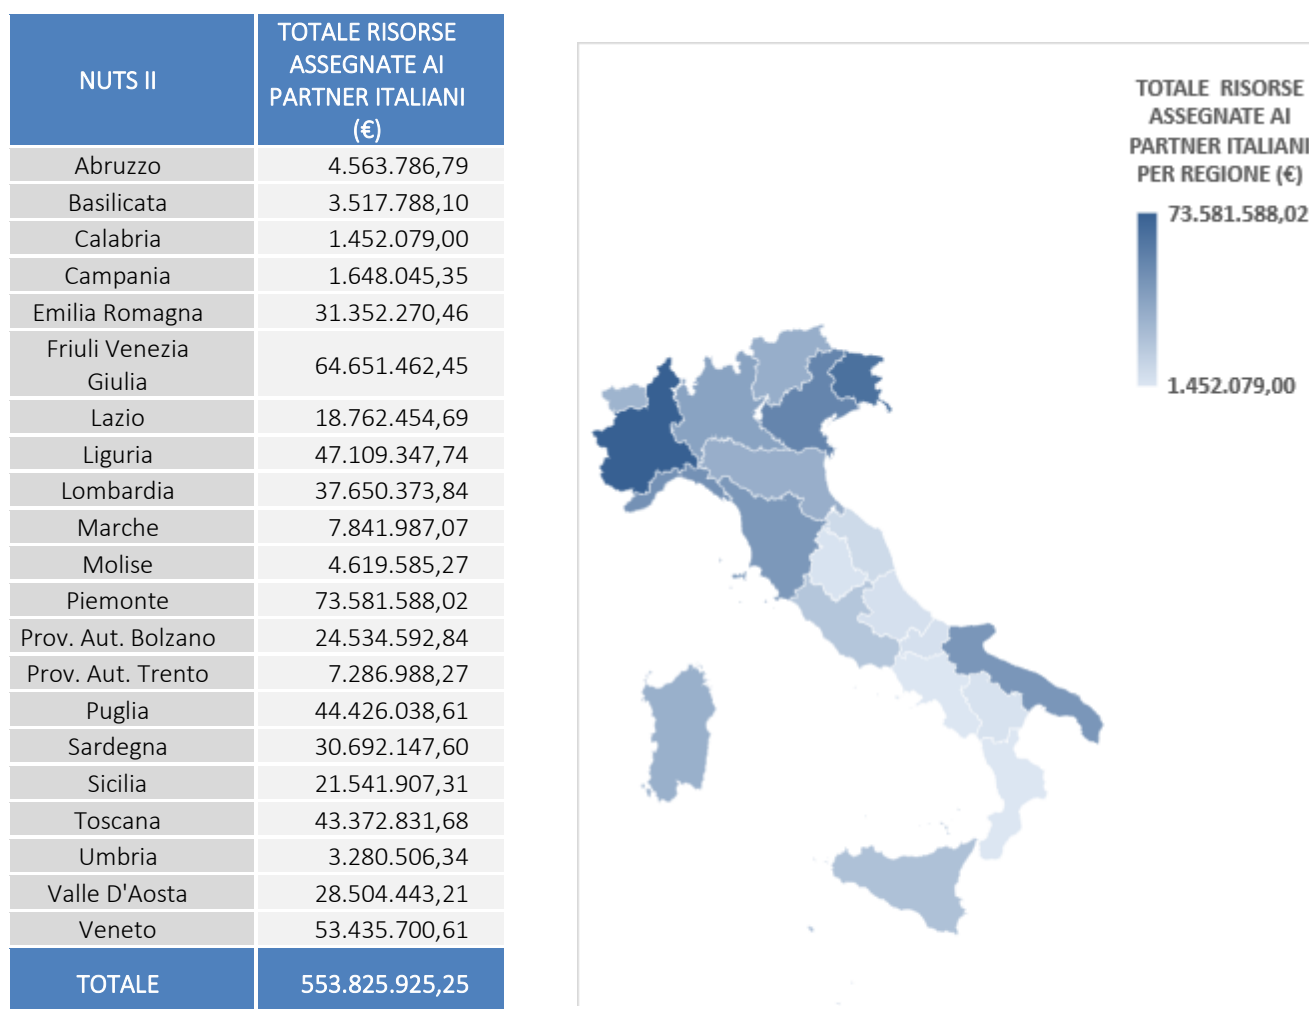 NUTS II
TOTALE RISORSE
ASSEGNATE AI
PARTNER ITALIANI
(€)
Abruzzo 4.563.786,79
Basilicata 3.517.788,10
Calabria 1.452.079,00
Campania 1.648.045,35
Emilia Romagna 31.352.270,46
Friuli Venezia
Giulia 64.651.462,45
Lazio 18.762.454,69
Liguria 47.109.347,74
Lombardia 37.650.373,84
Marche 7.841.987,07
Molise 4.619.585,27
Piemonte 73.581.588,02
Prov. Aut. Bolzano 24.534.592,84
Prov. Aut. Trento 7.286.988,27
Puglia 44.426.038,61
Sardegna 30.692.147,60
Sicilia 21.541.907,31
Toscana 43.372.831,68
Umbria 3.280.506,34
Valle D'Aosta 28.504.443,21
Veneto 53.435.700,61
TOTALE 553.825.925,25
TOTALE RISORSE
ASSEGNATE AI
PARTNER ITALIANI
PER REGIONE (€)
73.581.588,02
1.452.079,00